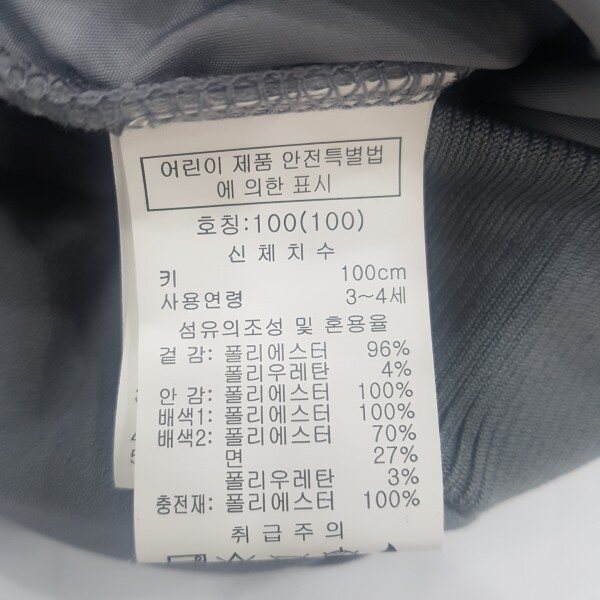 어린이 제품 안전특별법
에 의한 표시
호칭:100(100)
신 체 치 수
키 100cm
사용연령 3~4세
섬유의조성 및 혼용율
겉 감: 폴리에스터 96%
폴리우레탄 4%
안 감: 폴리에스터 100%
배색1: 폴리에스터 100%
배색2: 폴리에스터 70%
면 27%
폴리우레탄 3%
충전재: 폴리에스터 100%
취 급 주 의